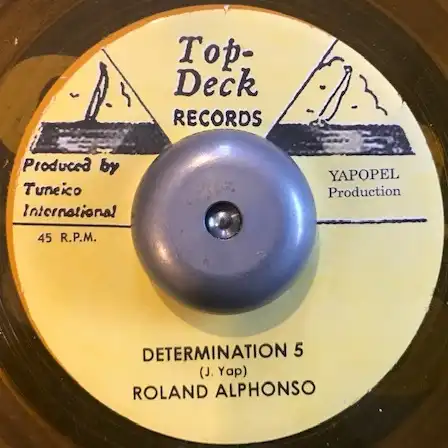 Top-
Deck
RECORDS
Produced by
Tuneico
International
YAPOPEL
Production
45 R.P.M.
DETERMINATION 5
(J. Yap)
ROLAND ALPHONSO